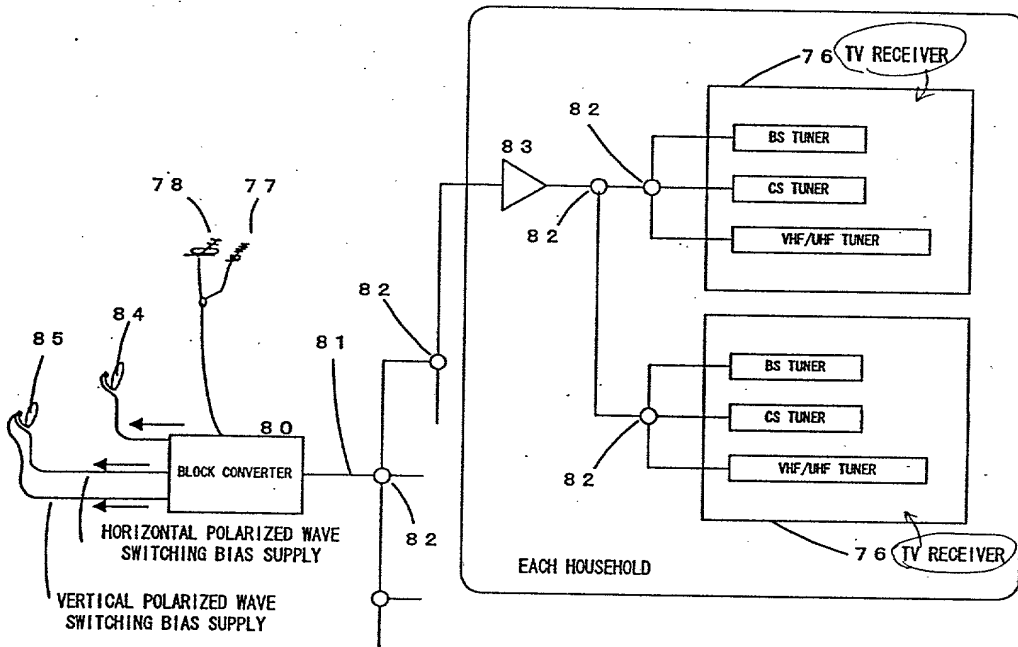 76 TV RECEIVER
82
BS TUNER
83
CS TUNER
82
VHF/UHF TUNER
78
77
82
84
81
85
BS TUNER
80
CS TUNER
BLOCK CONVERTER
82
VHF/UHF TUNER
82
HORIZONTAL POLARIZED WAVE
SWITCHING BIAS SUPPLY
76 TV RECEIVER
EACH HOUSEHOLD
VERTICAL POLARIZED WAVE
SWITCHING BIAS SUPPLY